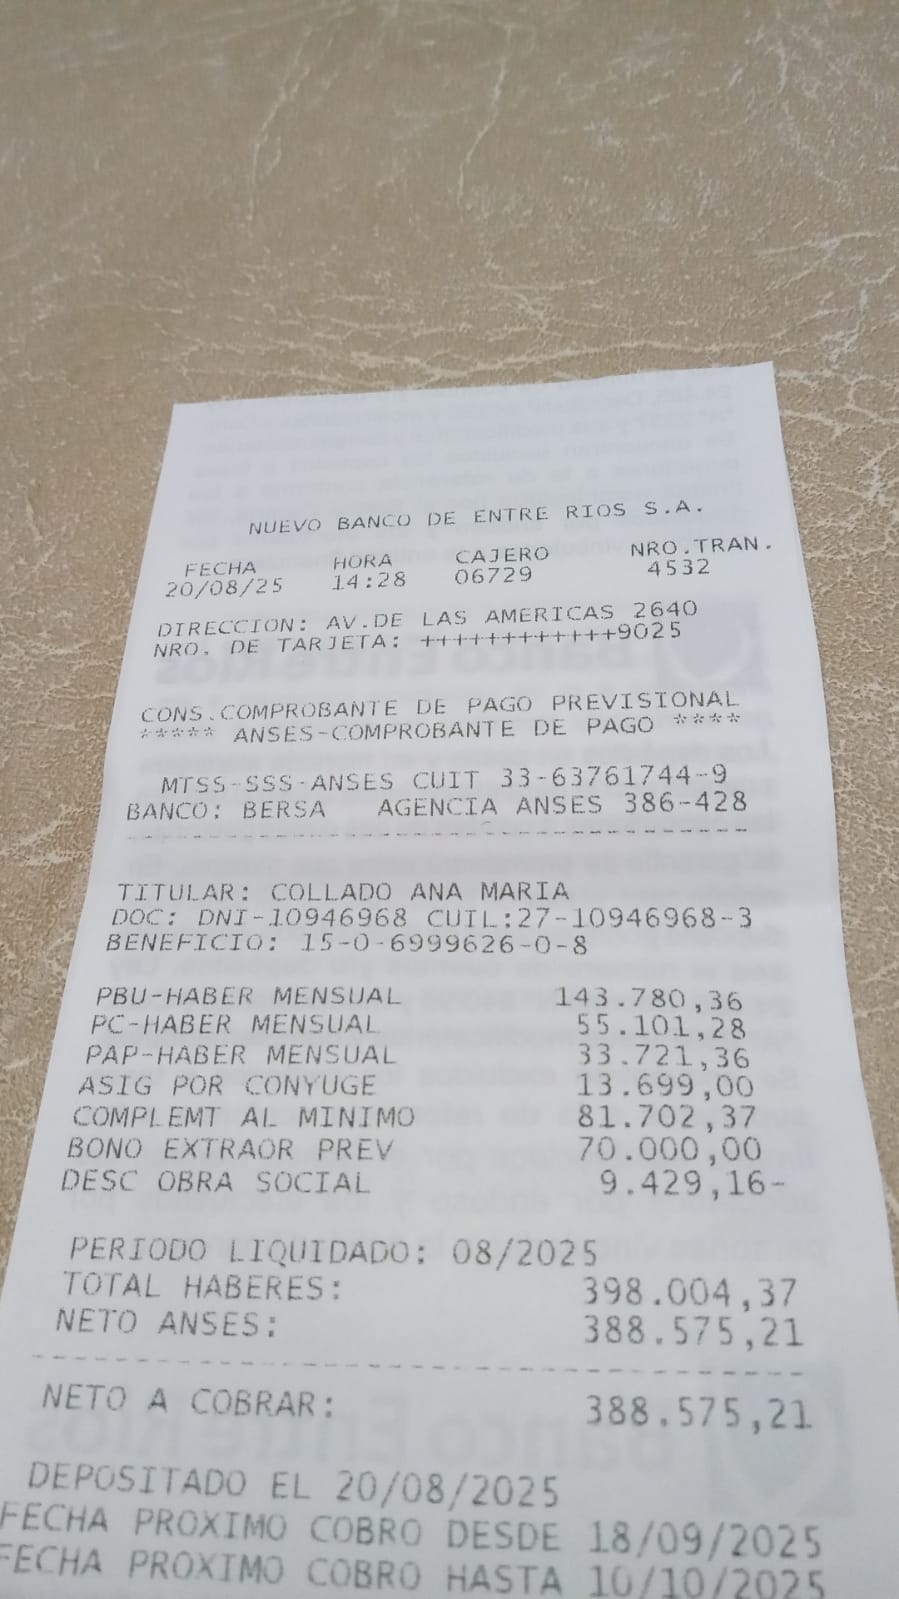 NUEVO BANCO DE ENTRE RIOS S.A.
FECHA HORA CAJERO NRO.TRAN.
20/08/25 14:28 06729 4532
DIRECCION: AV.DE LAS AMERICAS 2640
NRO. DE TARJETA: ++++++++++++9025
CONS.COMPROBANTE DE PAGO PREVISIONAL
***** ANSES-COMPROBANTE DE PAGO ****
MTSS-SSS-ANSES CUIT 33-63761744-9
BANCO: BERSA AGENCIA ANSES 386-428
TITULAR: COLLADO ANA MARIA
DOC: DNI-10946968 CUIL:27-10946968-3
BENEFICIO: 15-0-6999626-0-8
PBU-HABER MENSUAL 143.780,36
PC-HABER MENSUAL 55.101,28
PAP-HABER MENSUAL 33.721,36
ASIG POR CONYUGE 13.699,00
COMPLEMT AL MINIMO 81.702,37
BONO EXTRAOR PREV 70.000,00
DESC OBRA SOCIAL 9.429,16-
PERIODO LIQUIDADO: 08/2025
TOTAL HABERES: 398.004,37
NETO ANSES: 388.575,21
NETO A COBRAR: 388.575,21
DEPOSITADO EL 20/08/2025
FECHA PROXIMO COBRO DESDE 18/09/2025
FECHA PROXIMO COBRO HASTA 10/10/2025